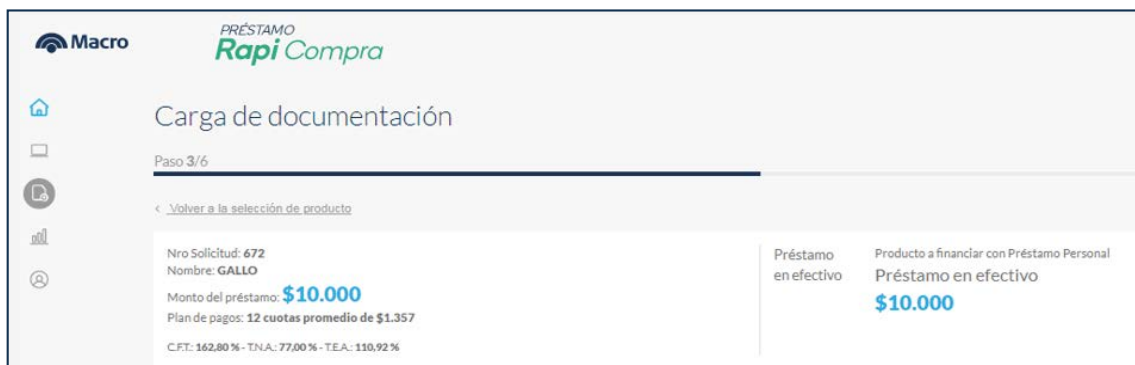 Macro
PRÉSTAMO
Rapi Compra
Carga de documentación
Paso 3/6
< Volver a la selección de producto
Nro Solicitud: 672
Nombre: GALLO
Monto del préstamo: $10.000
Plan de pagos: 12 cuotas promedio de $1.357
C.F.T.: 162,80 % - T.N.A.: 77,00 % - T.E.A.: 110,92 %
Préstamo
en efectivo
Producto a financiar con Préstamo Personal
Préstamo en efectivo
$10.000